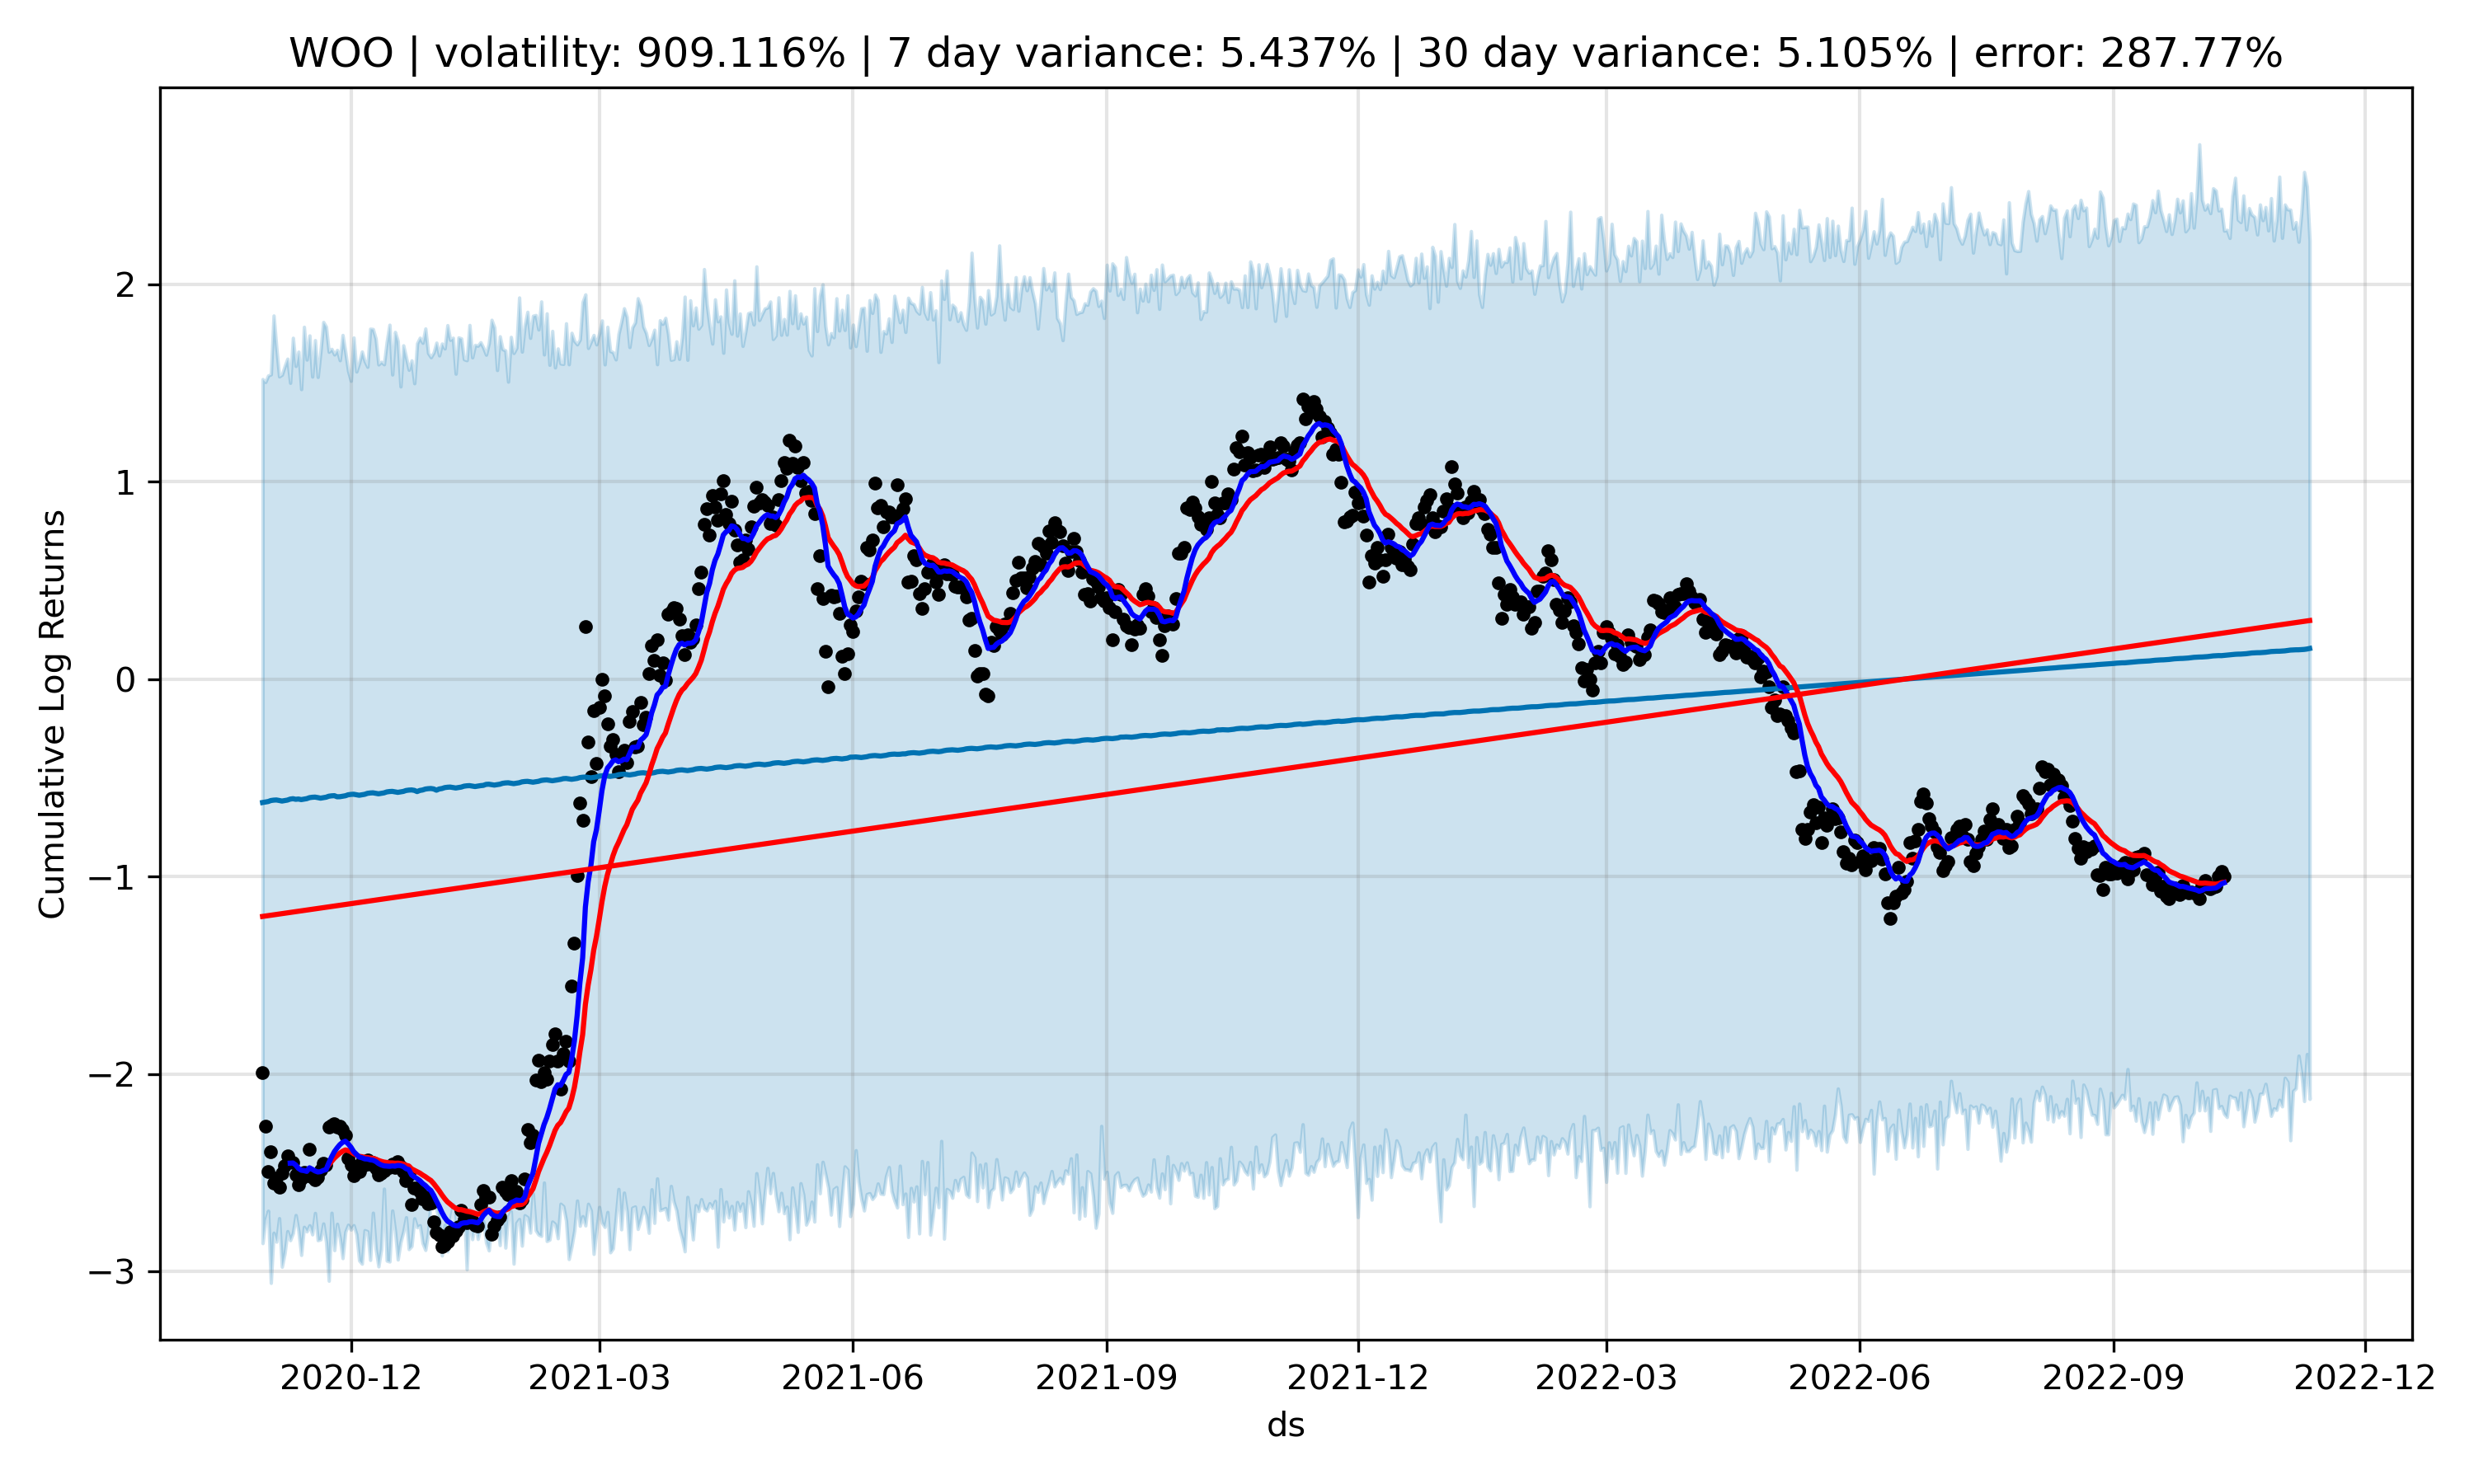 WOO | volatility: 909.116% | 7 day variance: 5.437% | 30 day variance: 5.105% | error: 287.77%
Cumulative Log Returns
2
1
0
−1
−2
−3
2020-12 2021-03 2021-06 2021-09 2021-12 2022-03 2022-06 2022-09 2022-12
ds